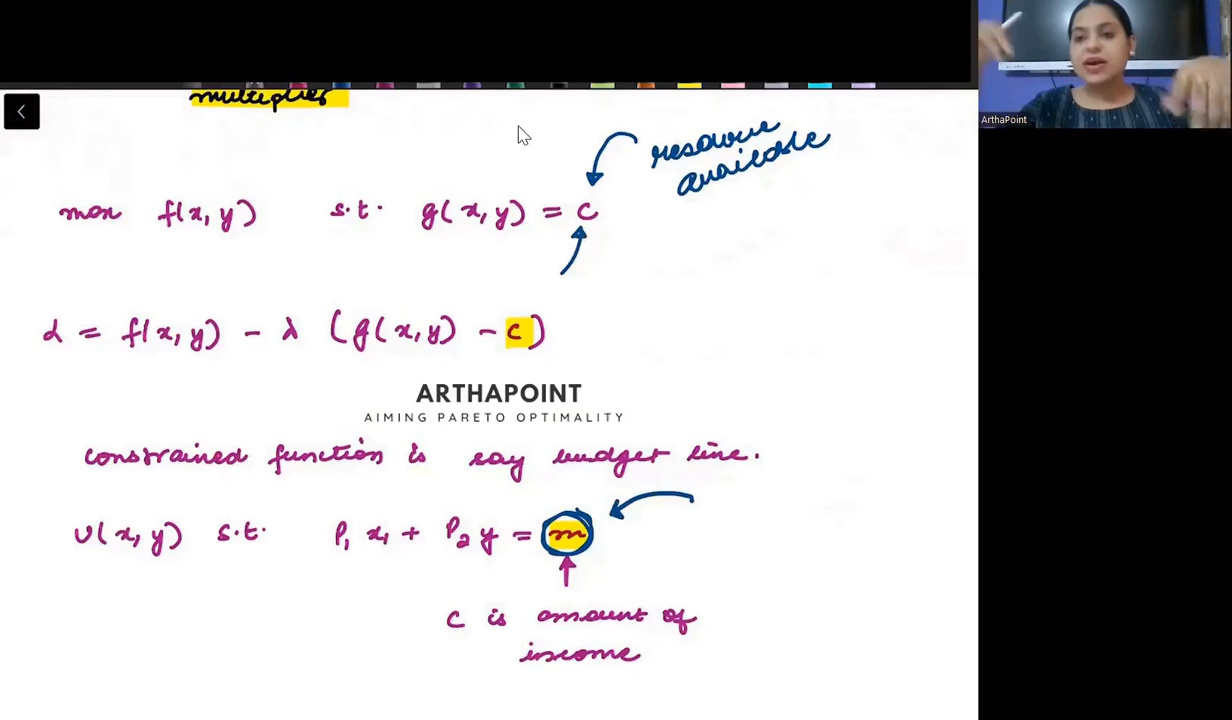 multiplies
ArthaPoint
resource
available
max f(x, y) s.t. g(x, y) = c
L = f(x, y) - λ (g(x, y) - c)
ARTHAPOINT
AIMING PARETO OPTIMALITY
constrained function is say budget line.
U(x, y) s.t. P₁ x₁ + P₂ y = m
c is amount of
income